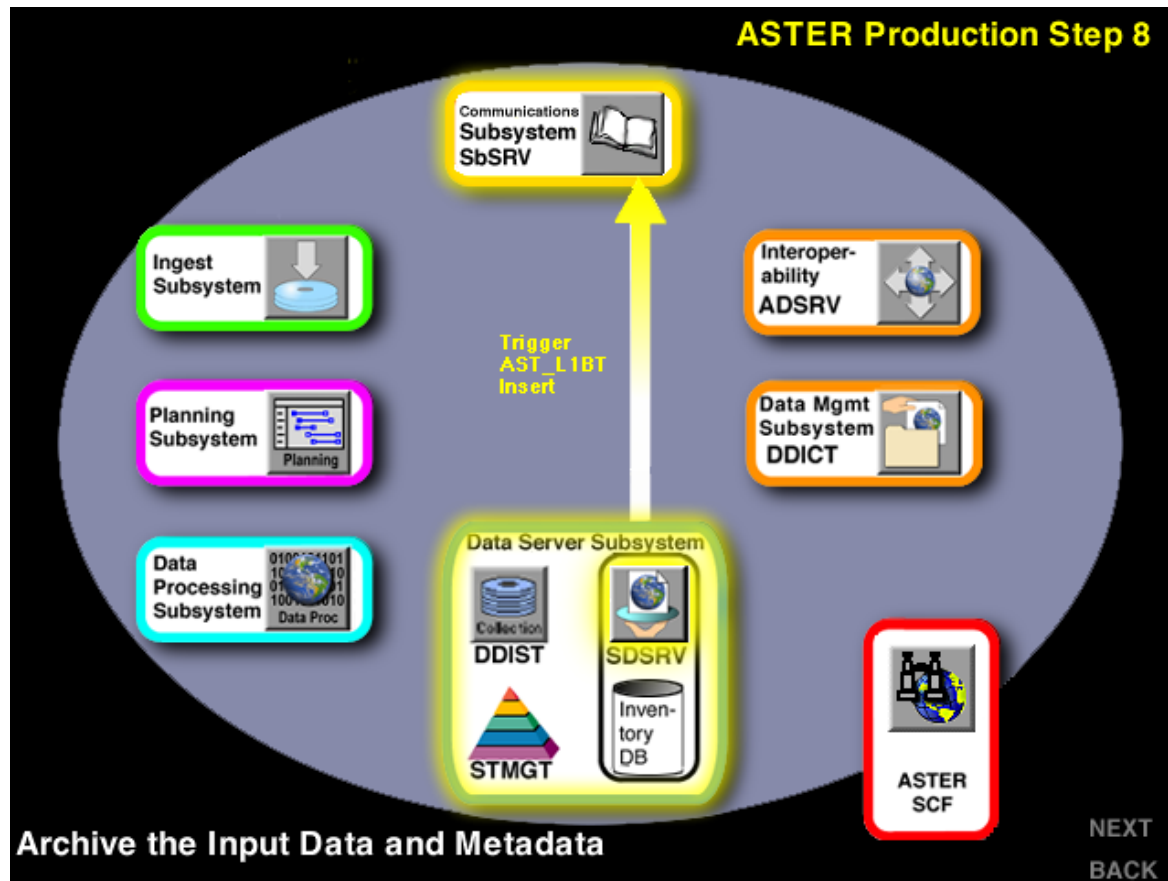 ASTER Production Step 8
Communications
Subsystem
SbSRV
Ingest
Subsystem
Interoper-
ability
ADSRV
Trigger
AST_L1BT
Insert
Planning
Subsystem
Planning
Data Mgmt
Subsystem
DDICT
Data
Processing
Subsystem
Data Proc
Data Server Subsystem
Collection
DDIST
SDSRV
STMGT
Inven-
tory
DB
ASTER
SCF
Archive the Input Data and Metadata
NEXT
BACK